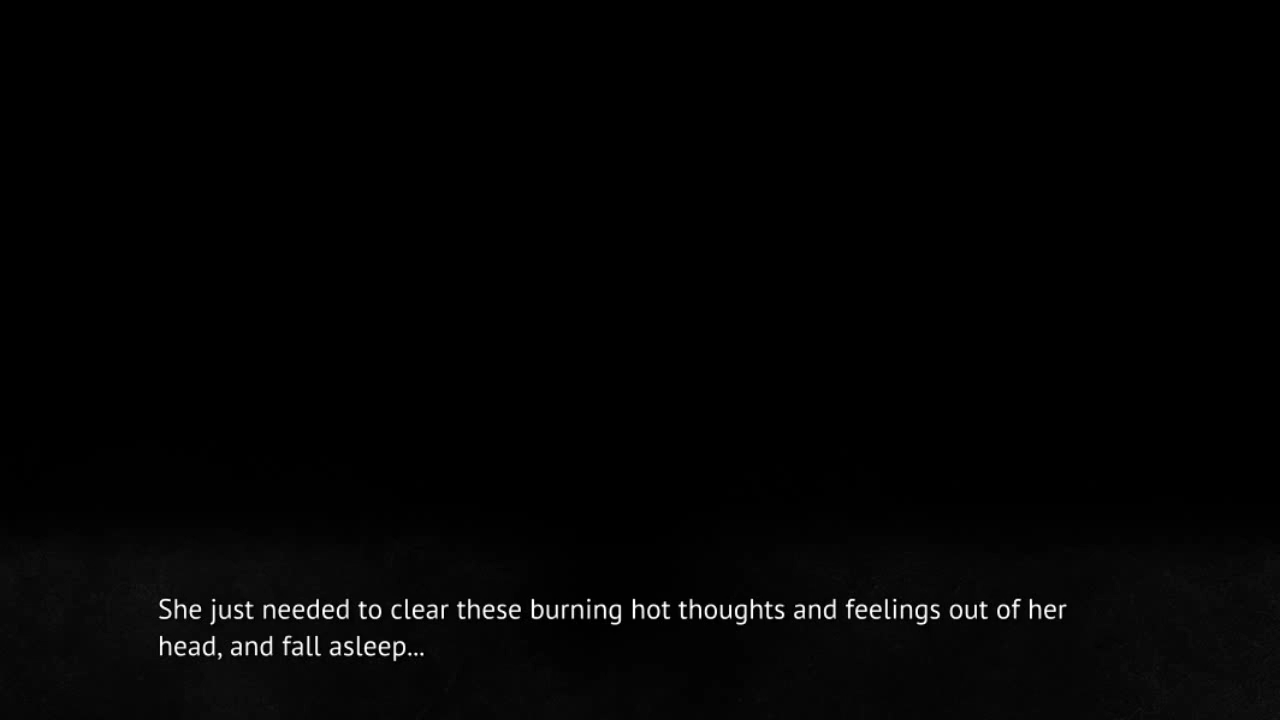 She just needed to clear these burning hot thoughts and feelings out of her
head, and fall asleep...